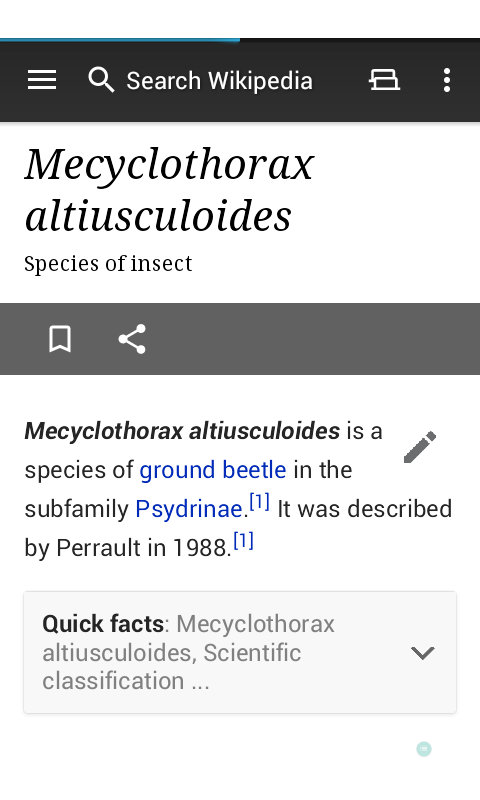 Search Wikipedia
Mecyclothorax
altiusculoides
Species of insect
Mecyclothorax altiusculoides is a
species of ground beetle in the
subfamily Psydrinae.[1] It was described
by Perrault in 1988.[1]
Quick facts: Mecyclothorax
altiusculoides, Scientific
classification ...